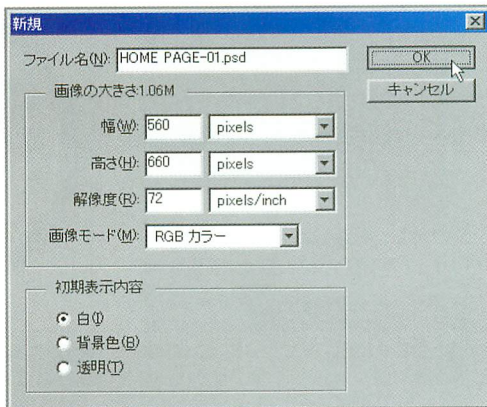 新規
ファイル名(N): HOME PAGE-01.psd
OK
キャンセル
画像の大きさ:1.06M
幅(W): 560 pixels
高さ(H): 660 pixels
解像度(R): 72 pixels/inch
画像モード(M): RGB カラー
初期表示内容
白(I)
背景色(B)
透明(T)